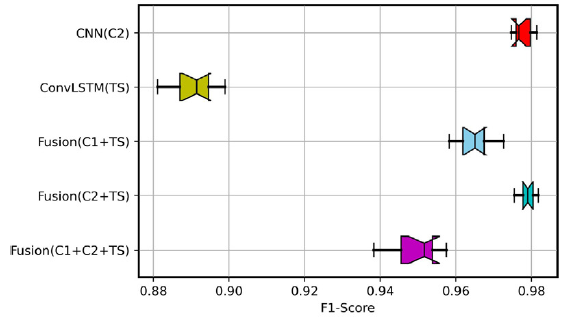 CNN(C2)
ConvLSTM(TS)
Fusion(C1+TS)
Fusion(C2+TS)
Fusion(C1+C2+TS)
0.88 0.90 0.92 0.94 0.96 0.98
F1-Score